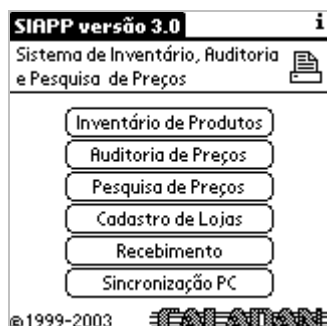 SIAPP versão 3.0 i
Sistema de Inventário, Auditoria
e Pesquisa de Preços
Inventário de Produtos
Auditoria de Preços
Pesquisa de Preços
Cadastro de Lojas
Recebimento
Sincronização PC
©1999-2003